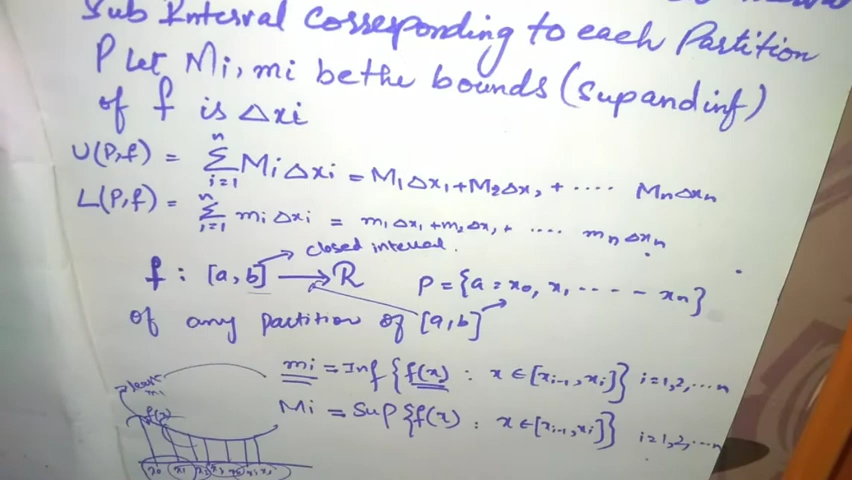 Sub Interval Corresponding to each Partition
P Let Mi, mi be the bounds (Sup and inf)
of f is Δxi
U(P,f) = n∑i=1 Mi Δxi = M₁Δx₁ + M₂Δx₂ + .... MnΔxn
L(P,f) = n∑i=1 mi Δxi = m₁Δx₁ + m₂Δx₂ + .... mnΔxn
closed interval.
f : [a,b] → R P = {a = x₀, x₁ ..... - xn}
of any partition of [a,b]
mi = Inf {f(x) : x ∈ [xi-1, xi]} i = 1,2, ... n
least
mi
f(x)
Mi = Sup {f(x) : x ∈ [xi-1, xi]} i = 1,2, ... n
x₀ x₁